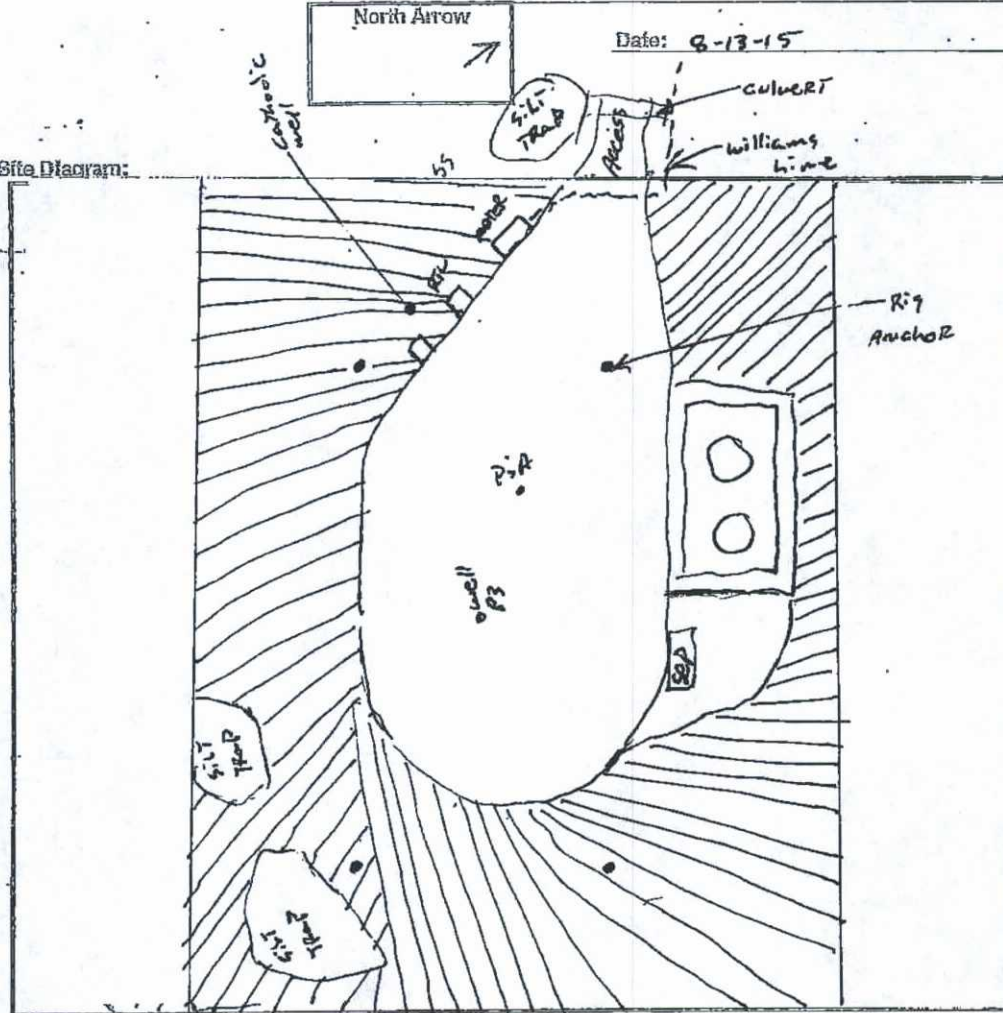 North Arrow
Date: 8-13-15
culvert
Cathodic
well
Silt
Trap
Access
Williams
Line
Site Diagram:
meter
Rig
Anchor
P&A
well
P3
Sep
Silt
Trap
Silt
Trap